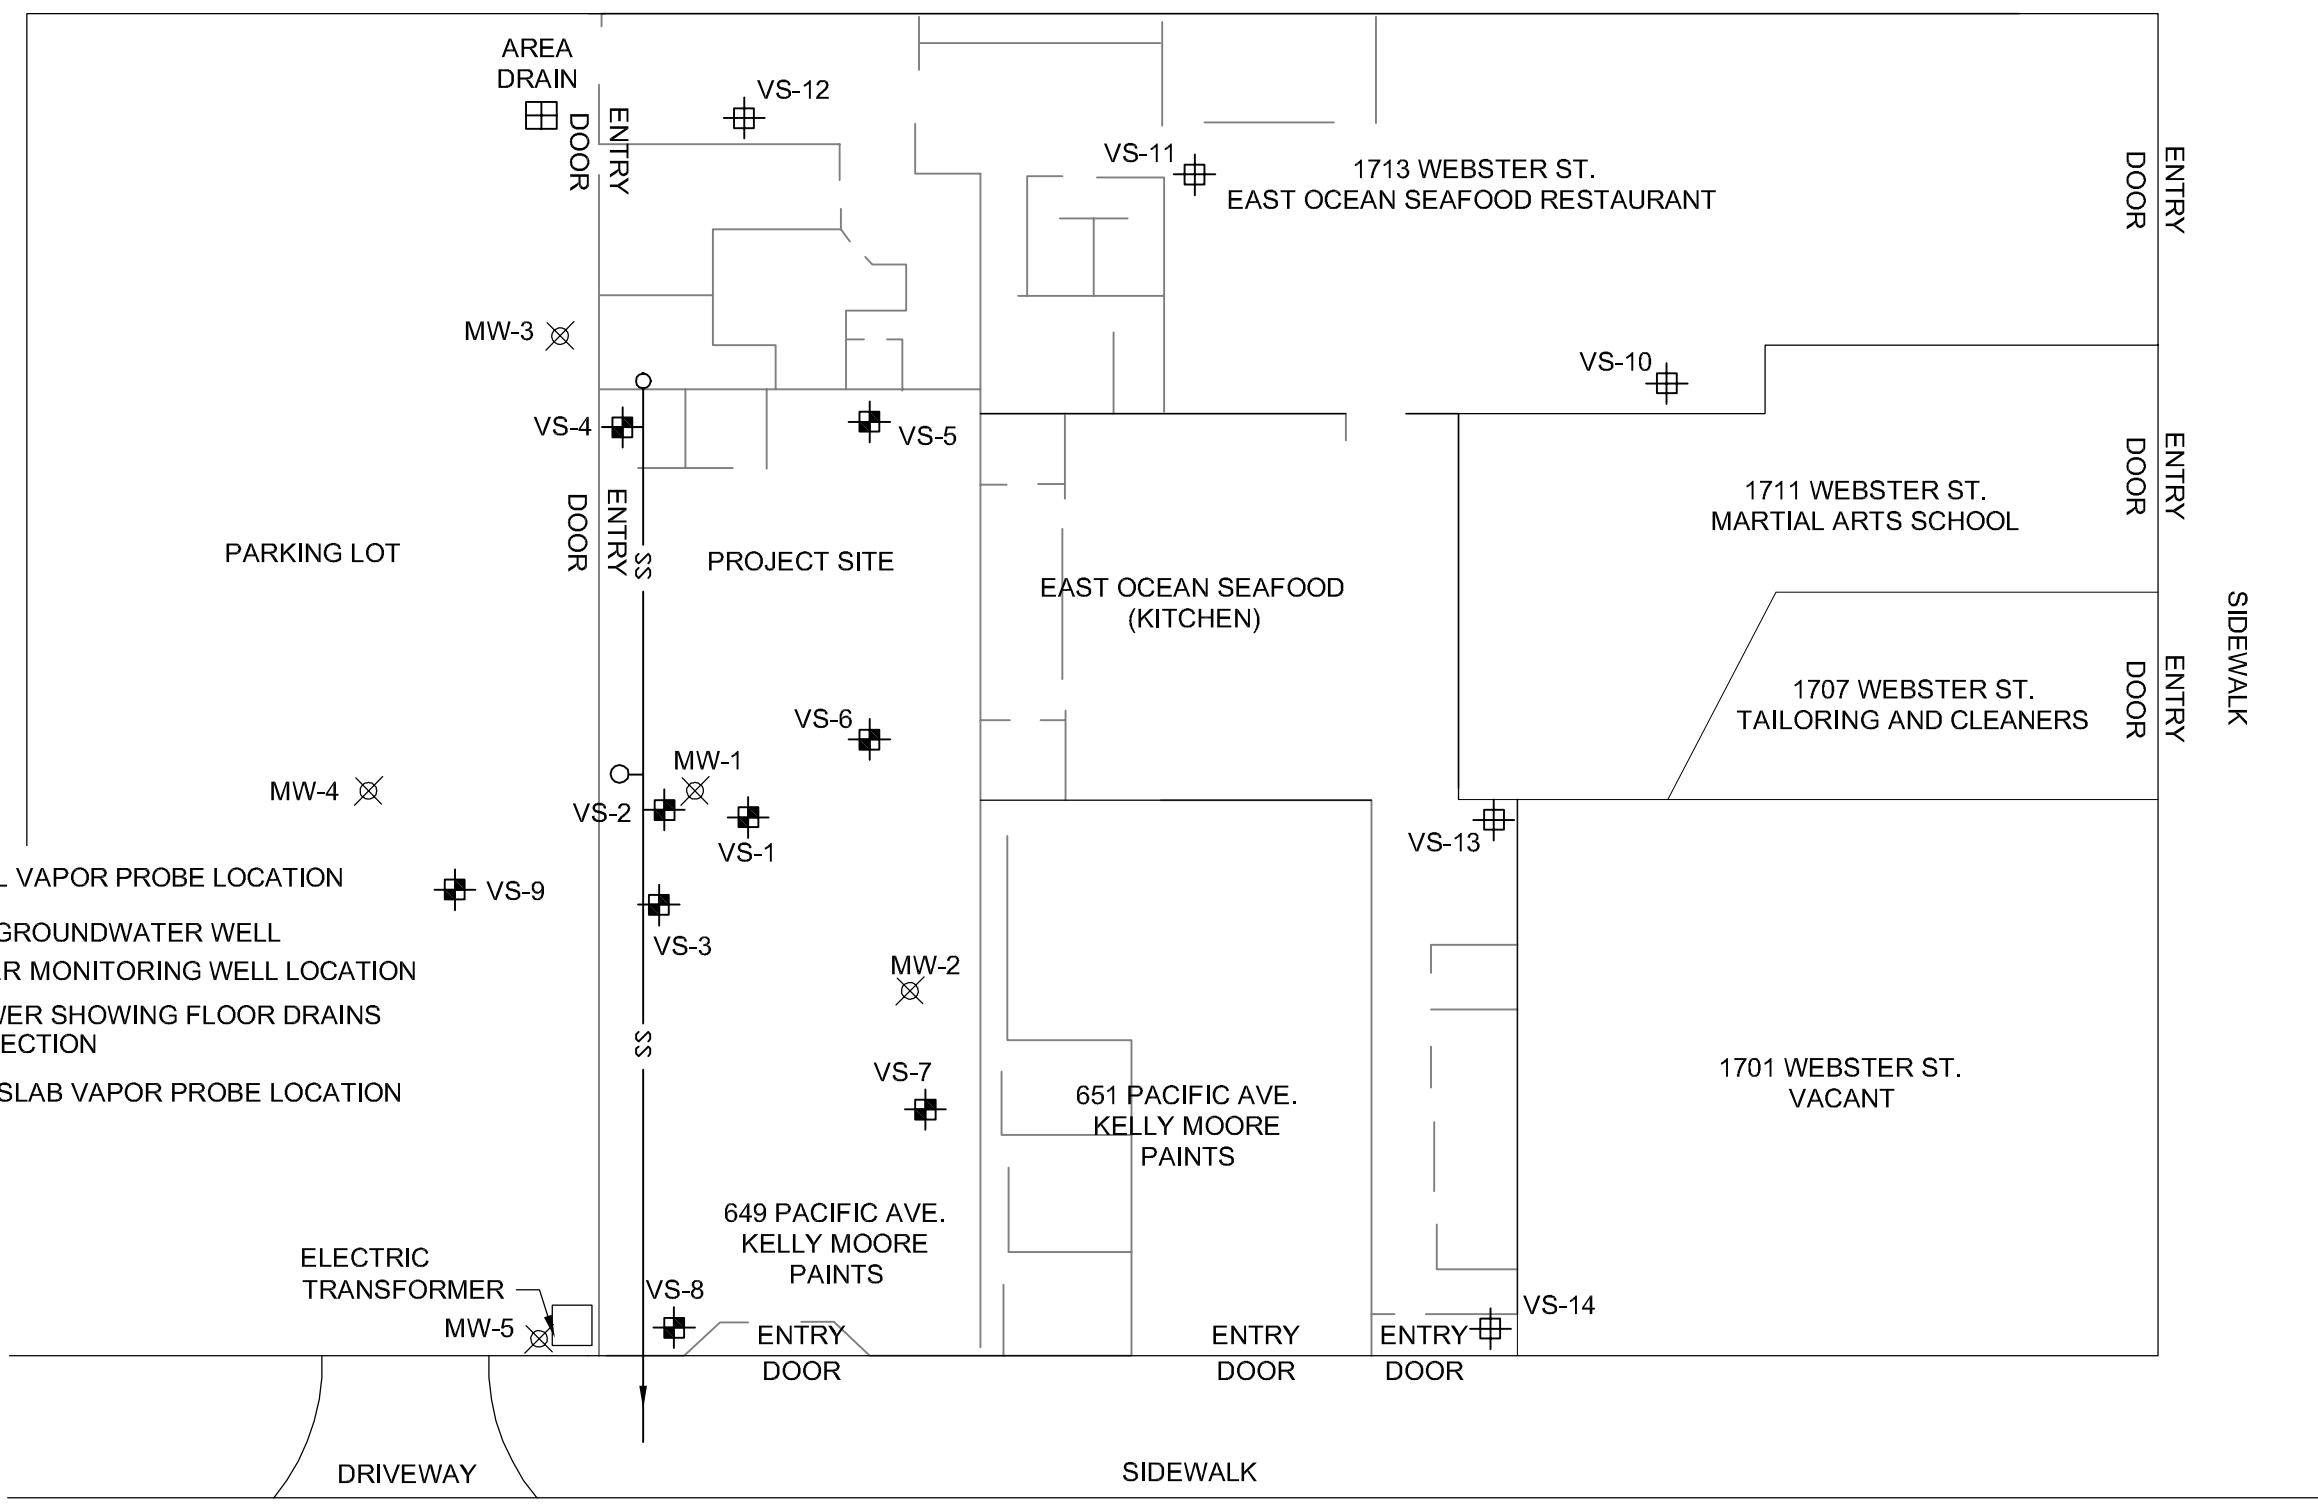 AREA
DRAIN
VS-12
ENTRY
DOOR
VS-11
1713 WEBSTER ST.
EAST OCEAN SEAFOOD RESTAURANT
ENTRY
DOOR
MW-3
VS-10
VS-4
VS-5
ENTRY
DOOR
ENTRY
DOOR
1711 WEBSTER ST.
MARTIAL ARTS SCHOOL
PARKING LOT
SS
PROJECT SITE
EAST OCEAN SEAFOOD
(KITCHEN)
SIDEWALK
1707 WEBSTER ST.
TAILORING AND CLEANERS
ENTRY
DOOR
VS-6
MW-1
MW-4
VS-2
VS-1
VS-13
VAPOR PROBE LOCATION
VS-9
GROUNDWATER WELL
VS-3
MONITORING WELL LOCATION
MW-2
SHOWING FLOOR DRAINS
SS
VS-7
SLAB VAPOR PROBE LOCATION
1701 WEBSTER ST.
VACANT
651 PACIFIC AVE.
KELLY MOORE
PAINTS
649 PACIFIC AVE.
KELLY MOORE
PAINTS
ELECTRIC
TRANSFORMER
VS-8
MW-5
VS-14
ENTRY
DOOR
ENTRY
DOOR
ENTRY
DOOR
DRIVEWAY
SIDEWALK